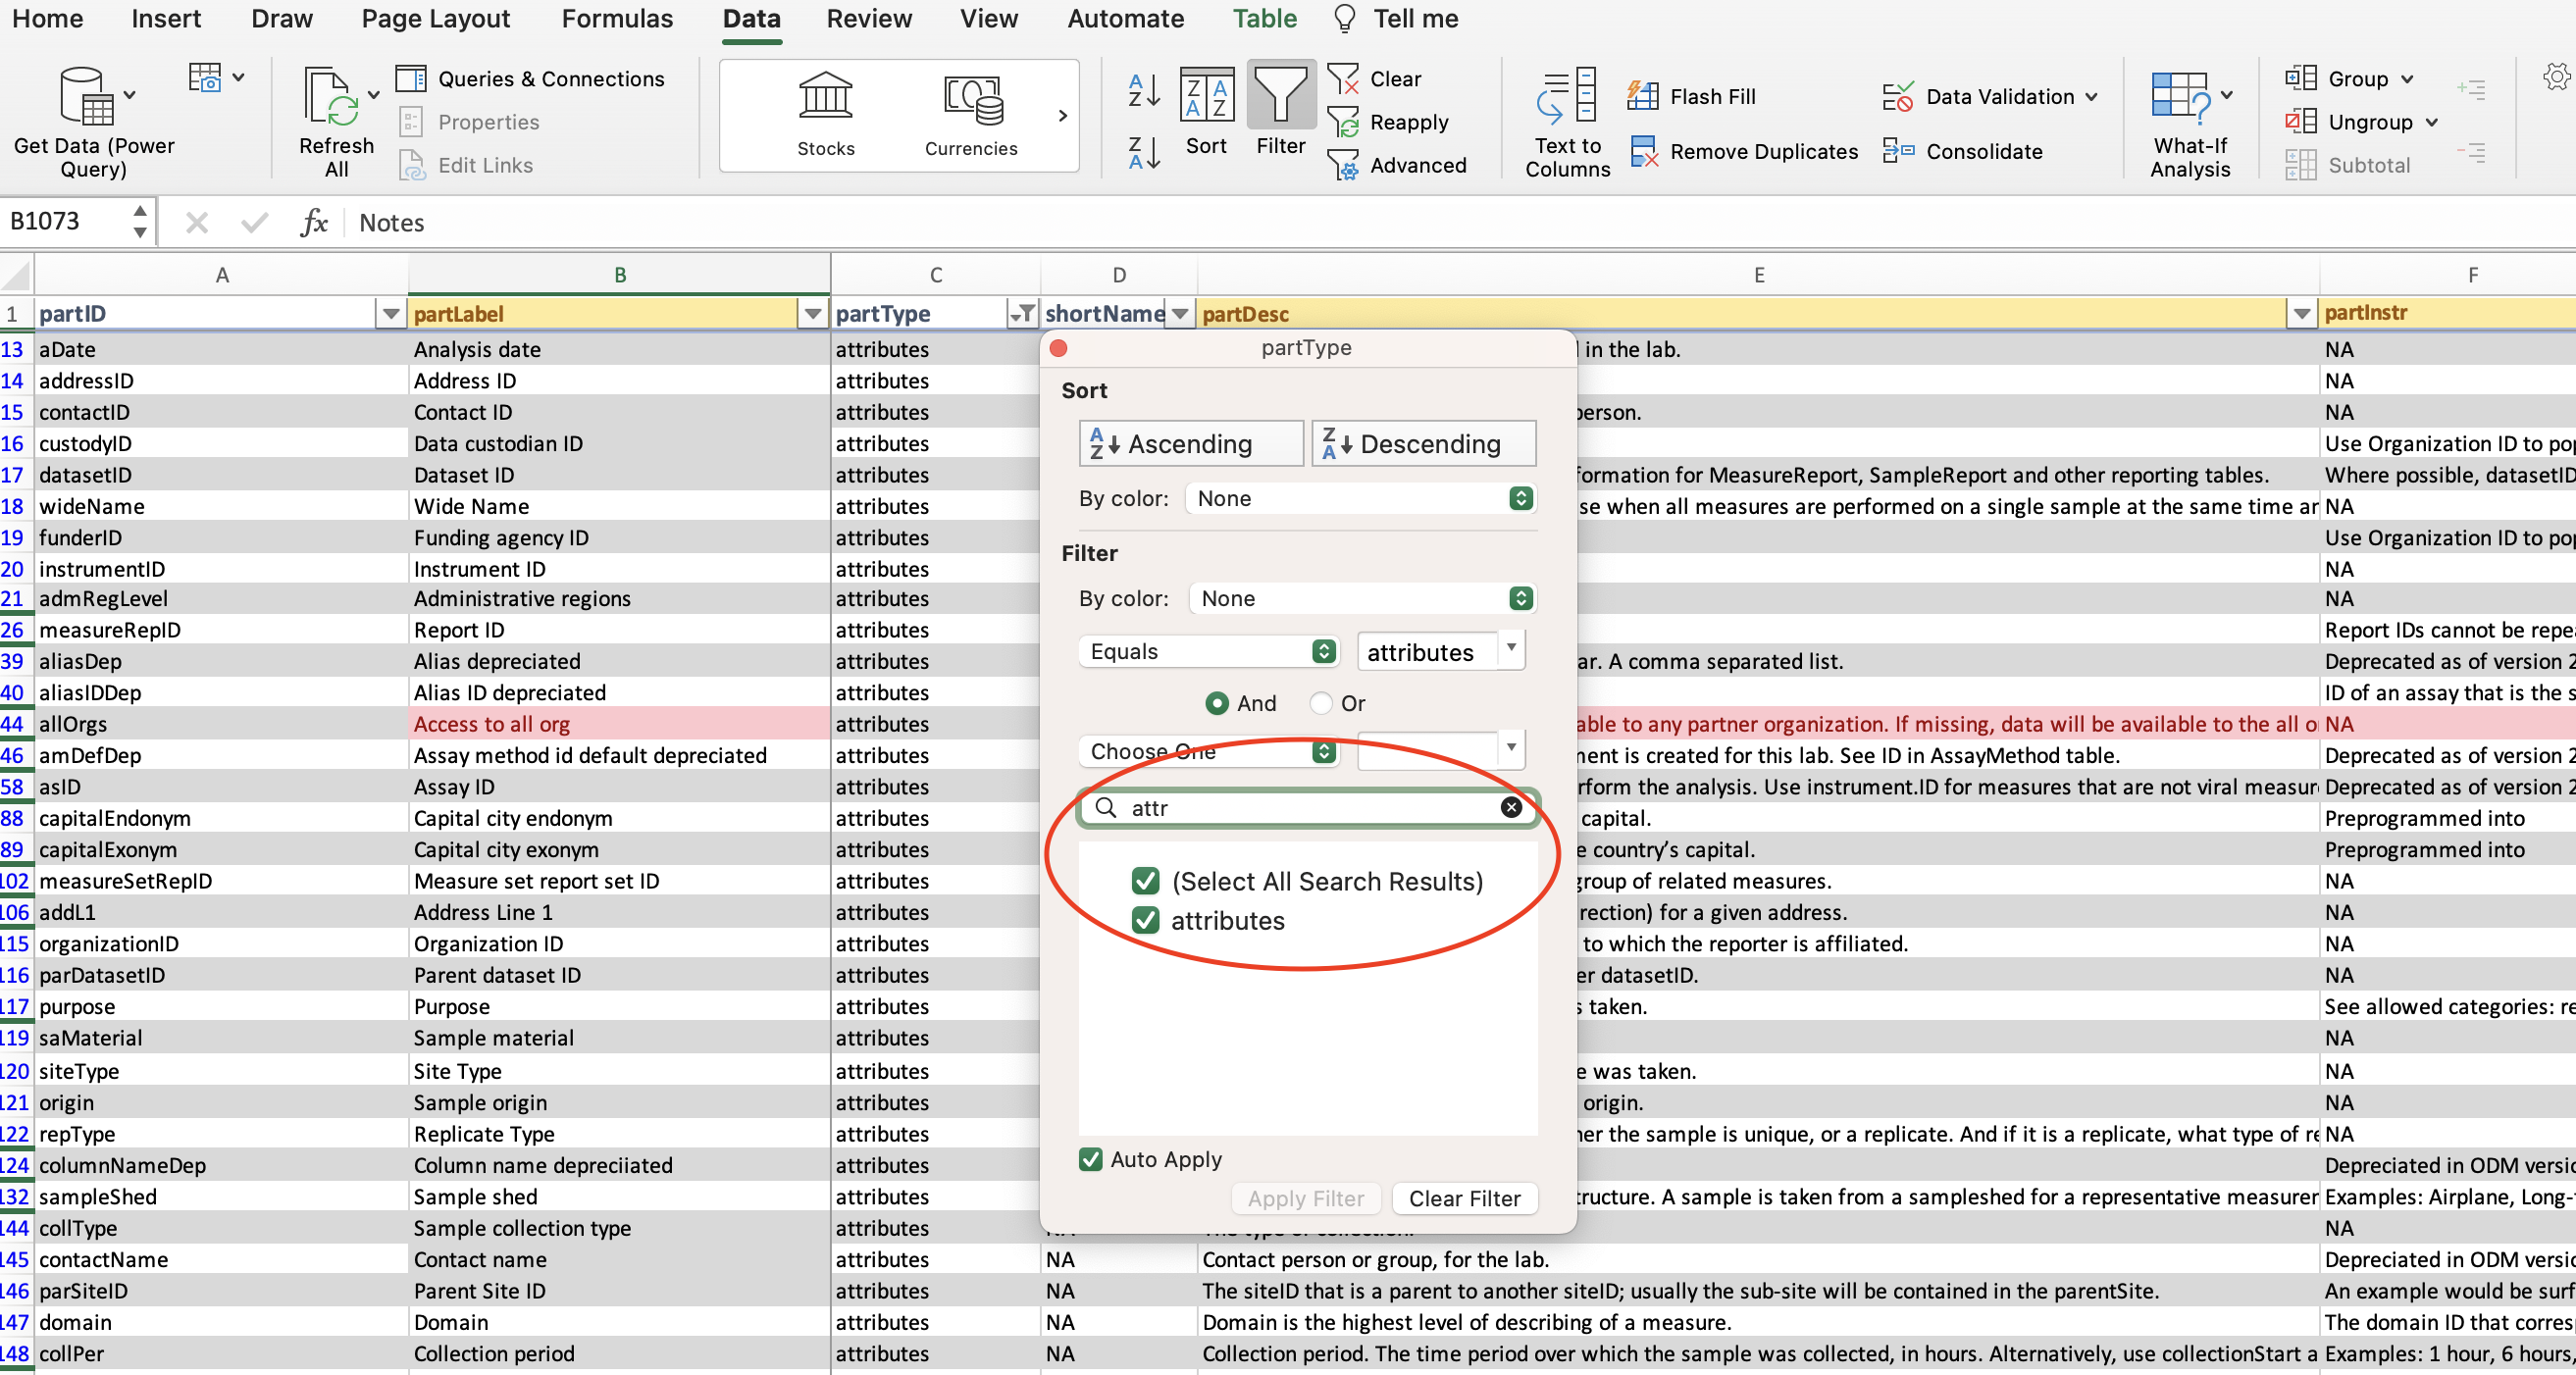 Home Insert Draw Page Layout Formulas Data Review View Automate Table Tell me
Get Data (Power Query)
Refresh All
Queries & Connections
Properties
Edit Links
Stocks Currencies
Sort Filter
Clear
Reapply
Advanced
Text to Columns
Flash Fill
Remove Duplicates
Data Validation
Consolidate
What-If Analysis
Group
Ungroup
Subtotal
B1073 fx Notes
A B C D E F
1 partID partLabel partType shortName partDesc partInstr
13 aDate Analysis date attributes in the lab. NA
14 addressID Address ID attributes NA
15 contactID Contact ID attributes person. NA
16 custodyID Data custodian ID attributes Use Organization ID to
17 datasetID Dataset ID attributes formation for MeasureReport, SampleReport and other reporting tables. Where possible, datasetID
18 wideName Wide Name attributes se when all measures are performed on a single sample at the same time NA
19 funderID Funding agency ID attributes Use Organization ID to
20 instrumentID Instrument ID attributes NA
21 admRegLevel Administrative regions attributes NA
26 measureRepID Report ID attributes Report IDs cannot be
39 aliasDep Alias depreciated attributes ar. A comma separated list. Deprecated as of version 2
40 aliasIDDep Alias ID depreciated attributes ID of an assay that is the
44 allOrgs Access to all org attributes able to any partner organization. If missing, data will be available to the all NA
46 amDefDep Assay method id default depreciated attributes ment is created for this lab. See ID in AssayMethod table. Deprecated as of version 2
58 asID Assay ID attributes rform the analysis. Use instrument.ID for measures that are not viral measur Deprecated as of version 2
88 capitalEndonym Capital city endonym attributes capital. Preprogrammed into
89 capitalExonym Capital city exonym attributes e country’s capital. Preprogrammed into
102 measureSetRepID Measure set report set ID attributes group of related measures. NA
106 addL1 Address Line 1 attributes rection) for a given address. NA
115 organizationID Organization ID attributes to which the reporter is affiliated. NA
116 parDatasetID Parent dataset ID attributes er datasetID. NA
117 purpose Purpose attributes s taken. See allowed categories: re
119 saMaterial Sample material attributes NA
120 siteType Site Type attributes e was taken. NA
121 origin Sample origin attributes origin. NA
122 repType Replicate Type attributes her the sample is unique, or a replicate. And if it is a replicate, what type of NA
124 columnNameDep Column name depreciiated attributes Depreciated in ODM
132 sampleShed Sample shed attributes tructure. A sample is taken from a sampleshed for a representative measurer Examples: Airplane, Long-
144 collType Sample collection type attributes NA
145 contactName Contact name attributes NA Contact person or group, for the lab. Depreciated in ODM
146 parSiteID Parent Site ID attributes NA The siteID that is a parent to another siteID; usually the sub-site will be contained in the parentSite. An example would be
147 domain Domain attributes NA Domain is the highest level of describing of a measure. The domain ID that
148 collPer Collection period attributes NA Collection period. The time period over which the sample was collected, in hours. Alternatively, use collectionStart a Examples: 1 hour, 6 hours,
partType
Sort
Ascending Descending
By color: None
Filter
By color: None
Equals attributes
And Or
Choose One
attr
(Select All Search Results)
attributes
Auto Apply
Apply Filter Clear Filter